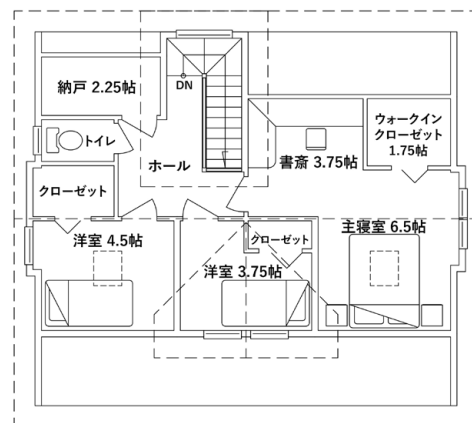 納戸 2.25帖
DN
トイレ
ホール
書斎 3.75帖
ウォークイン
クローゼット
1.75帖
クローゼット
主寝室 6.5帖
洋室 4.5帖
クローゼット
洋室 3.75帖